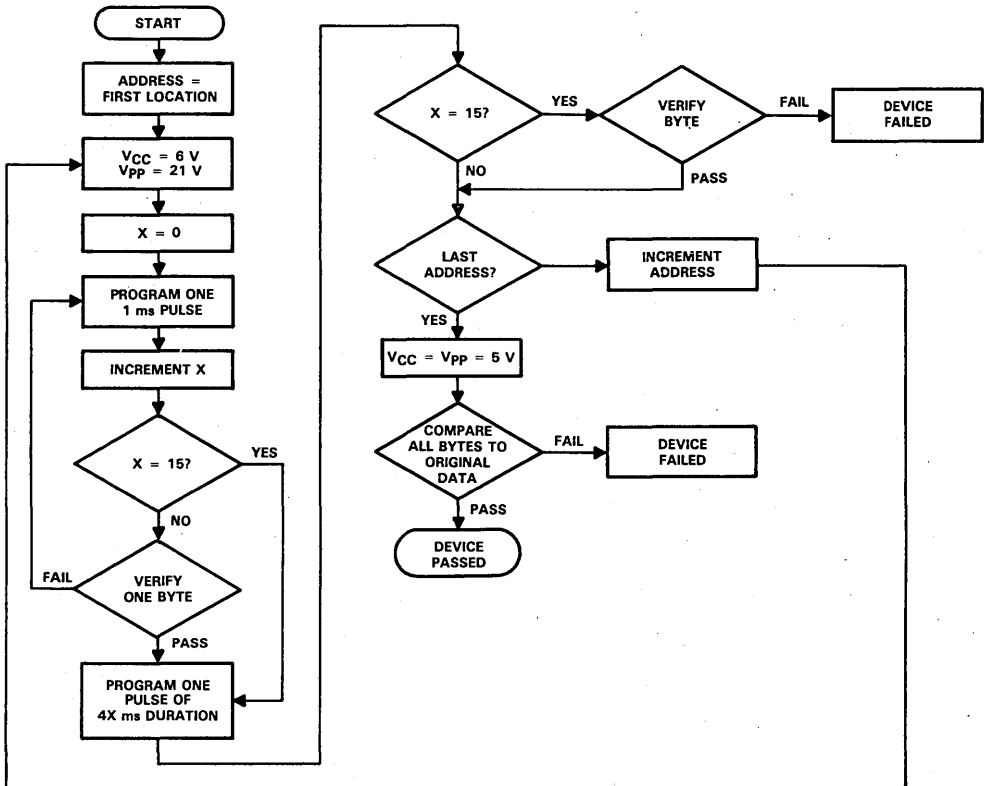 START
ADDRESS =
FIRST LOCATION
VCC = 6 V
VPP = 21 V
X = 0
PROGRAM ONE
1 ms PULSE
INCREMENT X
X = 15?
YES
NO
VERIFY
ONE BYTE
FAIL
PASS
PROGRAM ONE
PULSE OF
4X ms DURATION
X = 15?
YES
NO
VERIFY
BYTE
FAIL
PASS
DEVICE
FAILED
LAST
ADDRESS?
INCREMENT
ADDRESS
YES
VCC = VPP = 5 V
COMPARE
ALL BYTES TO
ORIGINAL
DATA
FAIL
DEVICE
FAILED
PASS
DEVICE
PASSED